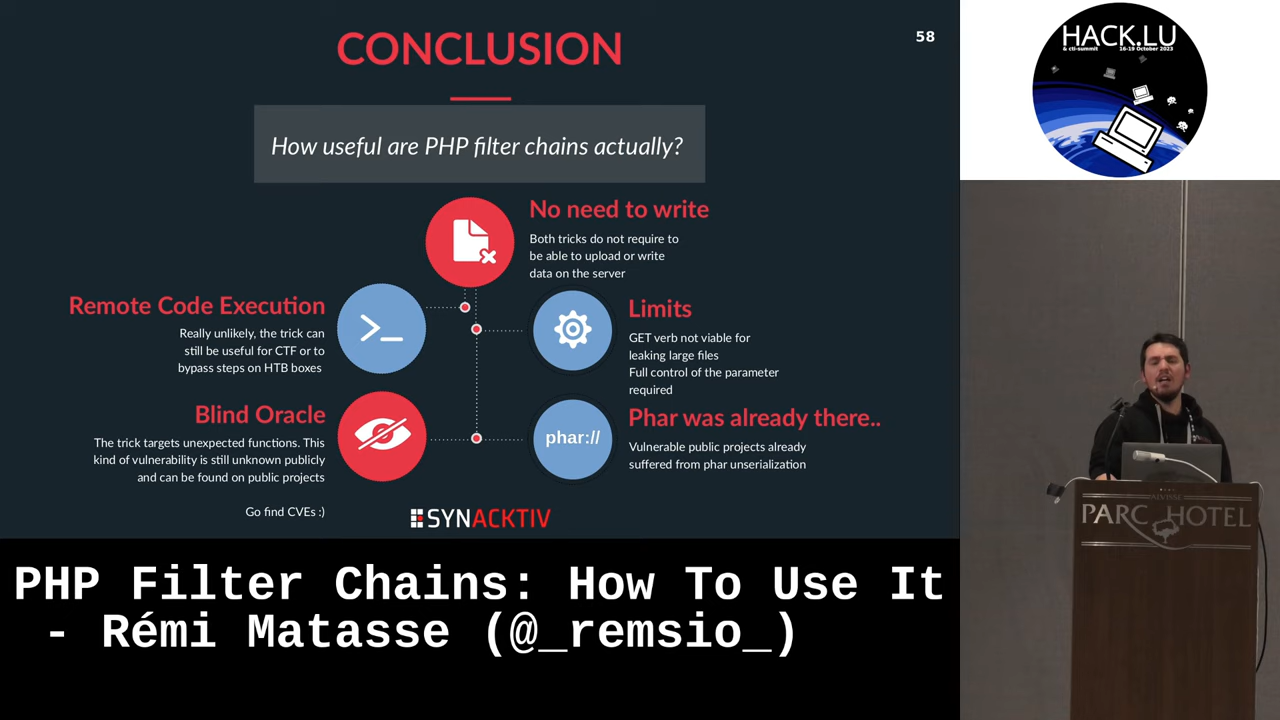 CONCLUSION
58
How useful are PHP filter chains actually?
No need to write
Both tricks do not require to
be able to upload or write
data on the server
Remote Code Execution
Really unlikely, the trick can
still be useful for CTF or to
bypass steps on HTB boxes
Limits
GET verb not viable for
leaking large files
Full control of the parameter
required
Blind Oracle
The trick targets unexpected functions. This
kind of vulnerability is still unknown publicly
and can be found on public projects
Go find CVEs :)
phar://
Phar was already there..
Vulnerable public projects already
suffered from phar unserialization
SYNACKTIV
HACK.LU
& cti-summit 16-19 October 2023
ALVISSE
PARC HOTEL
PHP Filter Chains: How To Use It
- Rémi Matasse (@_remsio_)